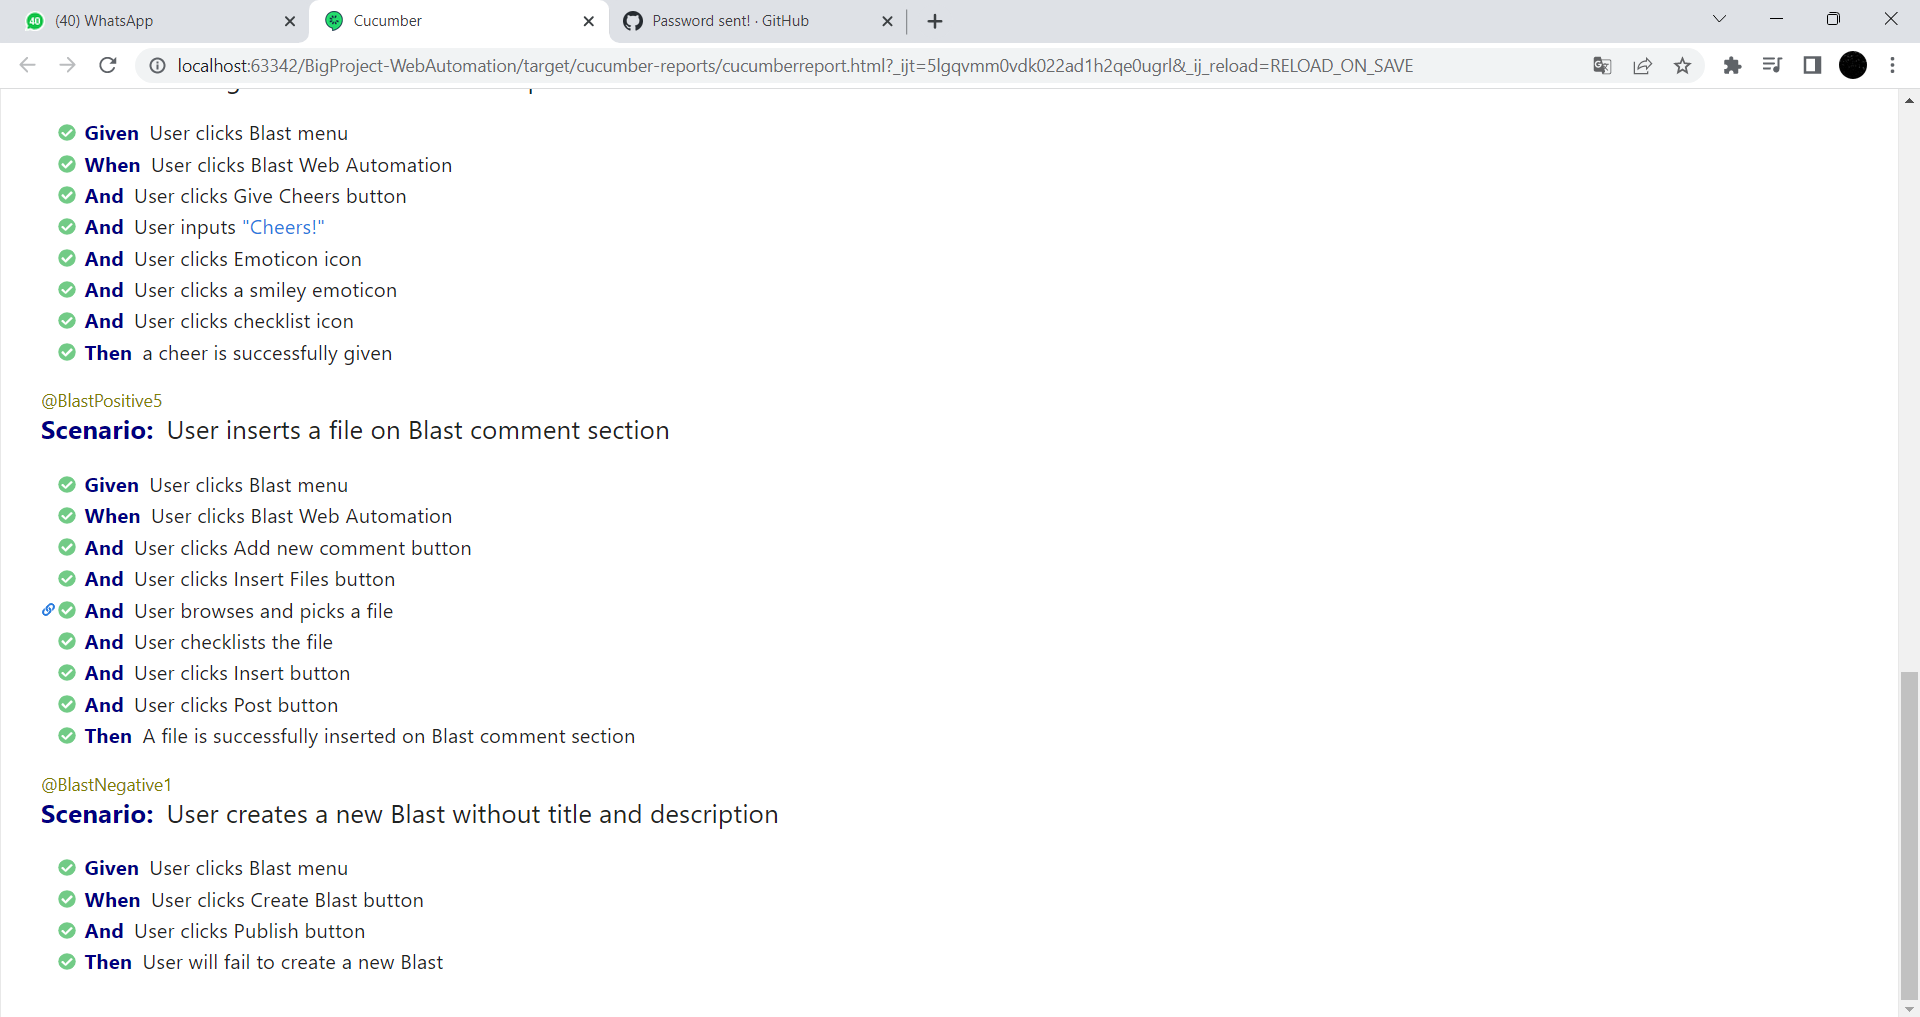 40 (40) WhatsApp
Cucumber
Password sent! · GitHub
localhost:63342/BigProject-WebAutomation/target/cucumber-reports/cucumberreport.html?_ijt=5lgqvmm0vdk022ad1h2qe0ugrl&_ij_reload=RELOAD_ON_SAVE
Given User clicks Blast menu
When User clicks Blast Web Automation
And User clicks Give Cheers button
And User inputs "Cheers!"
And User clicks Emoticon icon
And User clicks a smiley emoticon
And User clicks checklist icon
Then a cheer is successfully given
@BlastPositive5
Scenario: User inserts a file on Blast comment section
Given User clicks Blast menu
When User clicks Blast Web Automation
And User clicks Add new comment button
And User clicks Insert Files button
And User browses and picks a file
And User checklists the file
And User clicks Insert button
And User clicks Post button
Then A file is successfully inserted on Blast comment section
@BlastNegative1
Scenario: User creates a new Blast without title and description
Given User clicks Blast menu
When User clicks Create Blast button
And User clicks Publish button
Then User will fail to create a new Blast